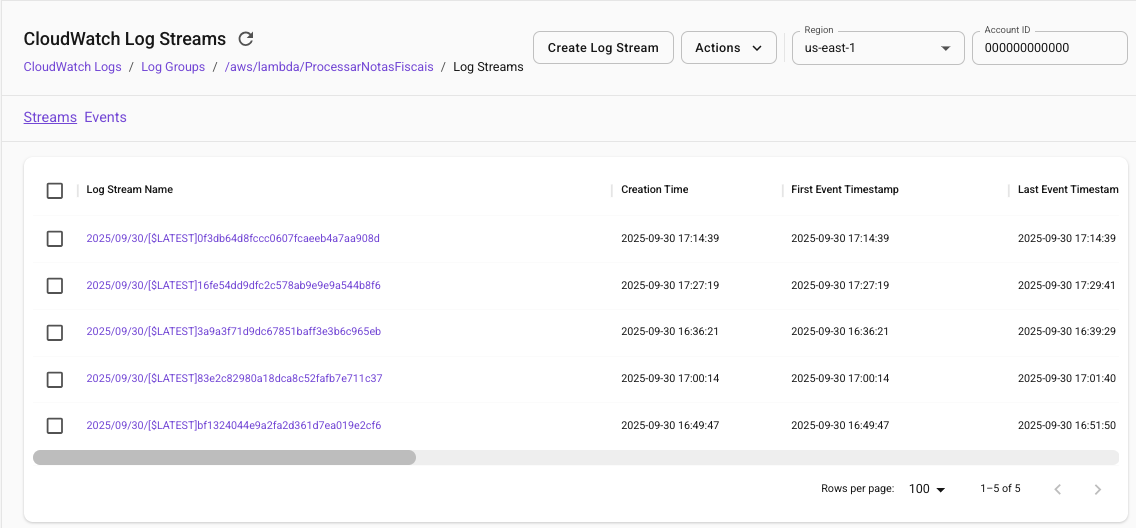 CloudWatch Log Streams
CloudWatch Logs / Log Groups / /aws/lambda/ProcessarNotasFiscais / Log Streams
Create Log Stream
Actions
Region
us-east-1
Account ID
000000000000
Streams Events
Log Stream Name Creation Time First Event Timestamp Last Event Timestam
2025/09/30/[$LATEST]0f3db64d8fccc0607fcaeeb4a7aa908d 2025-09-30 17:14:39 2025-09-30 17:14:39 2025-09-30 17:14:39
2025/09/30/[$LATEST]16fe54dd9dfc2c578ab9e9e9a544b8f6 2025-09-30 17:27:19 2025-09-30 17:27:19 2025-09-30 17:29:41
2025/09/30/[$LATEST]3a9a3f71d9dc67851baff3e3b6c965eb 2025-09-30 16:36:21 2025-09-30 16:36:21 2025-09-30 16:39:29
2025/09/30/[$LATEST]83e2c82980a18dca8c52fafb7e711c37 2025-09-30 17:00:14 2025-09-30 17:00:14 2025-09-30 17:01:40
2025/09/30/[$LATEST]bf1324044e9a2fa2d361d7ea019e2cf6 2025-09-30 16:49:47 2025-09-30 16:49:47 2025-09-30 16:51:50
Rows per page: 100 1–5 of 5